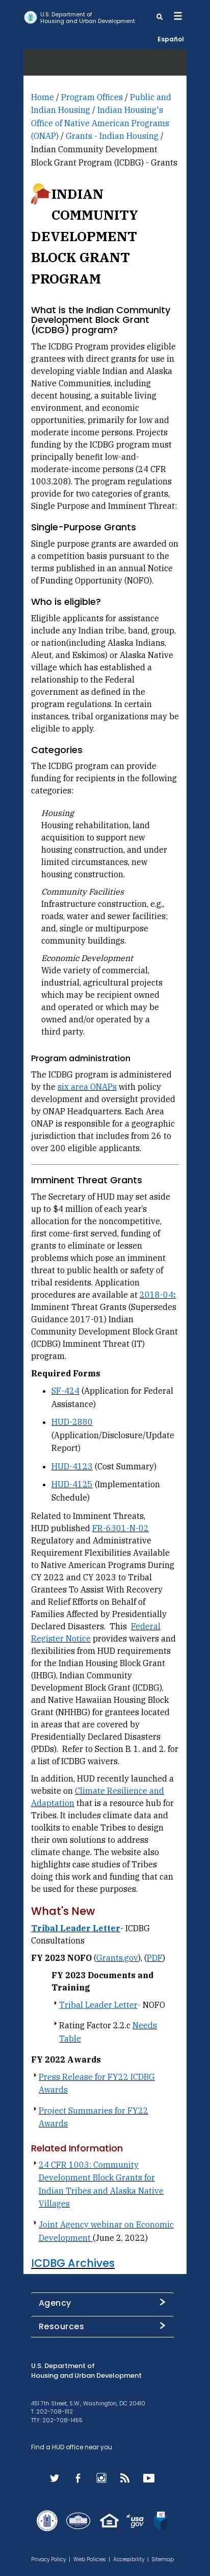 U.S. Department of
Housing and Urban Development
Español
Home / Program Offices / Public and
Indian Housing / Indian Housing's
Office of Native American Programs
(ONAP) / Grants - Indian Housing /
Indian Community Development
Block Grant Program (ICDBG) - Grants
INDIAN
COMMUNITY
DEVELOPMENT
BLOCK GRANT
PROGRAM
What is the Indian Community
Development Block Grant
(ICDBG) program?
The ICDBG Program provides eligible
grantees with direct grants for use in
developing viable Indian and Alaska
Native Communities, including
decent housing, a suitable living
environment, and economic
opportunities, primarily for low and
moderate income persons. Projects
funded by the ICDBG program must
principally benefit low-and-
moderate-income persons (24 CFR
1003.208). The program regulations
provide for two categories of grants,
Single Purpose and Imminent Threat:
Single-Purpose Grants
Single purpose grants are awarded on
a competition basis pursuant to the
terms published in an annual Notice
of Funding Opportunity (NOFO).
Who is eligible?
Eligible applicants for assistance
include any Indian tribe, band, group,
or nation (including Alaska Indians,
Aleut, and Eskimos) or Alaska Native
village which has established a
relationship to the Federal
government as defined in the
program regulations. In certain
instances, tribal organizations may be
eligible to apply.
Categories
The ICDBG program can provide
funding for recipients in the following
categories:
Housing
Housing rehabilitation, land
acquisition to support new
housing construction, and under
limited circumstances, new
housing construction.
Community Facilities
Infrastructure construction, e.g.,
roads, water and sewer facilities;
and, single or multipurpose
community buildings.
Economic Development
Wide variety of commercial,
industrial, agricultural projects
which may be recipient owned
and operated or which may be
owned and/or operated by a
third party.
Program administration
The ICDBG program is administered
by the six area ONAPs with policy
development and oversight provided
by ONAP Headquarters. Each Area
ONAP is responsible for a geographic
jurisdiction that includes from 26 to
over 200 eligible applicants.
Imminent Threat Grants
The Secretary of HUD may set aside
up to $4 million of each year's
allocation for the noncompetitive,
first come-first served, funding of
grants to eliminate or lessen
problems which pose an imminent
threat to public health or safety of
tribal residents. Application
procedures are available at 2018-04:
Imminent Threat Grants (Supersedes
Guidance 2017-01) Indian
Community Development Block Grant
(ICDBG) Imminent Threat (IT)
program.
Required Forms
SF-424 (Application for Federal
Assistance)
HUD-2880
(Application/Disclosure/Update
Report)
HUD-4123 (Cost Summary)
HUD-4125 (Implementation
Schedule)
Related to Imminent Threats,
HUD published FR-6301-N-02
Regulatory and Administrative
Requirement Flexibilities Available
to Native American Programs During
CY 2022 and CY 2023 to Tribal
Grantees To Assist With Recovery
and Relief Efforts on Behalf of
Families Affected by Presidentially
Declared Disasters.  This  Federal
Register Notice provides waivers and
flexibilities from HUD requirements
for the Indian Housing Block Grant
(IHBG), Indian Community
Development Block Grant (ICDBG),
and Native Hawaiian Housing Block
Grant (NHHBG) for grantees located
in areas that are covered by
Presidentially Declared Disasters
(PDDs).  Refer to Section B. 1. and 2. for
a list of ICDBG waivers.
In addition, HUD recently launched a
website on Climate Resilience and
Adaptation that is a resource hub for
Tribes. It includes climate data and
toolkits to enable Tribes to design
their own solutions to address
climate change. The website also
highlights case studies of Tribes
doing this work along with available
federal funding opportunities that can
be used for these purposes.
What's New
Tribal Leader Letter- ICDBG
Consultations
FY 2023 NOFO (Grants.gov), (PDF)
FY 2023 Documents and
Training
Tribal Leader Letter- NOFO
Rating Factor 2.2.c Needs
Table
FY 2022 Awards
Press Release for FY22 ICDBG
Awards
Project Summaries for FY22
Awards
Related Information
24 CFR 1003: Community
Development Block Grants for
Indian Tribes and Alaska Native
Villages
Joint Agency webinar on Economic
Development (June 2, 2022)
ICDBG Archives
Agency
Resources
U.S. Department of
Housing and Urban Development
451 7th Street, S.W., Washington, DC 20410
T: 202-708-1112
TTY: 202-708-1455
Find a HUD office near you
usa
gov
Privacy Policy | Web Policies | Accessibility | Sitemap